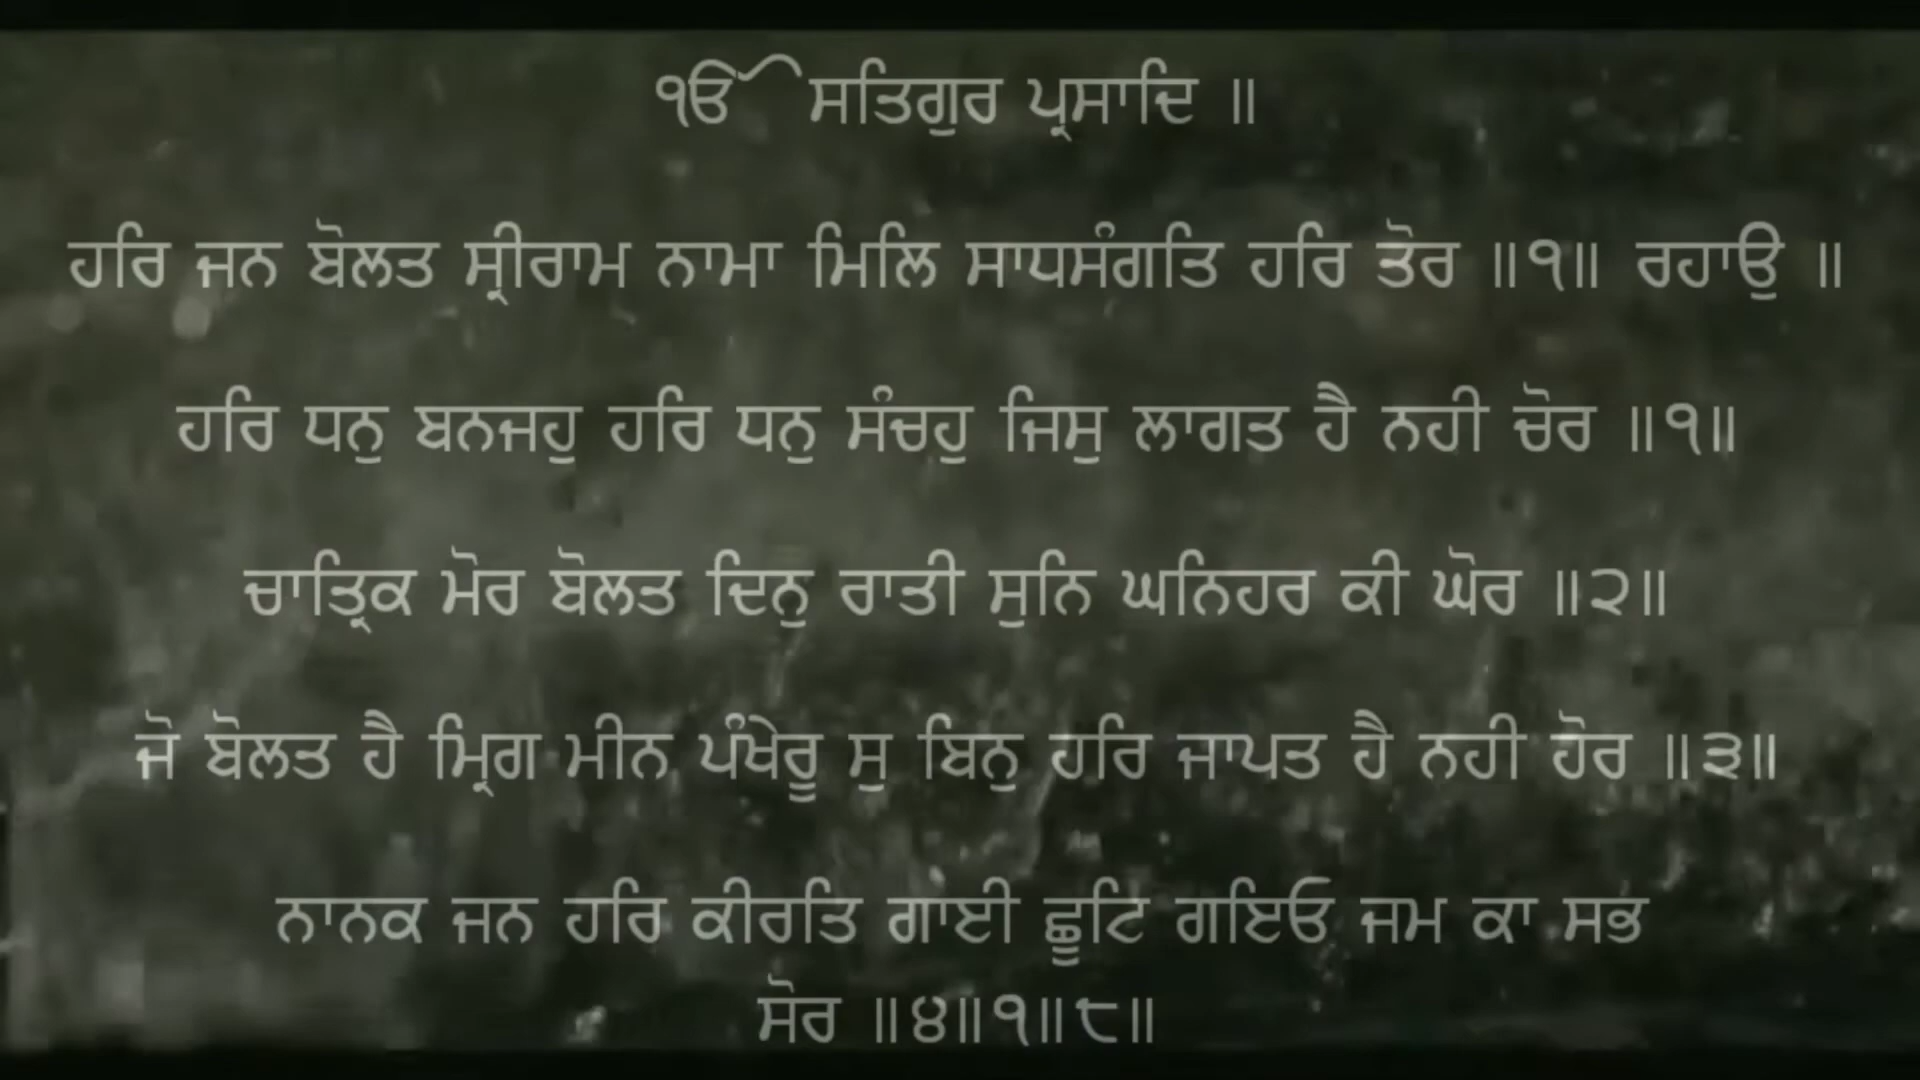 ੴ ਸਤਿਗੁਰ ਪ੍ਰਸਾਦਿ ॥
ਹਰਿ ਜਨ ਬੋਲਤ ਸ੍ਰੀਰਾਮ ਨਾਮਾ ਮਿਲਿ ਸਾਧਸੰਗਤਿ ਹਰਿ ਤੋਰ ॥੧॥ ਰਹਾਉ ॥
ਹਰਿ ਧਨੁ ਬਨਜਹੁ ਹਰਿ ਧਨੁ ਸੰਚਹੁ ਜਿਸੁ ਲਾਗਤ ਹੈ ਨਹੀ ਚੋਰ ॥੧॥
ਚਾਤ੍ਰਿਕ ਮੋਰ ਬੋਲਤ ਦਿਨੁ ਰਾਤੀ ਸੁਨਿ ਘਨਿਹਰ ਕੀ ਘੋਰ ॥੨॥
ਜੋ ਬੋਲਤ ਹੈ ਮ੍ਰਿਗ ਮੀਨ ਪੰਖੇਰੂ ਸੁ ਬਿਨੁ ਹਰਿ ਜਾਪਤ ਹੈ ਨਹੀ ਹੋਰ ॥੩॥
ਨਾਨਕ ਜਨ ਹਰਿ ਕੀਰਤਿ ਗਾਈ ਛੂਟਿ ਗਇਓ ਜਮ ਕਾ ਸਭ
ਸੋਰ ॥੪॥੧॥੮॥